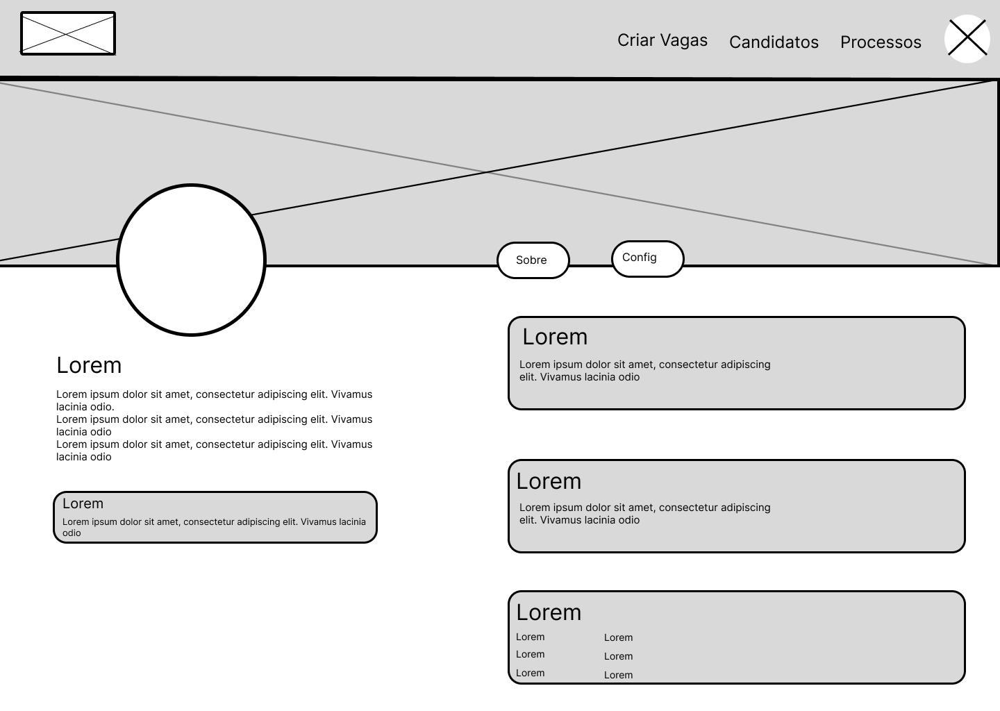 Criar Vagas
Candidatos
Processos
Sobre
Config
Lorem
Lorem ipsum dolor sit amet, consectetur adipiscing elit. Vivamus
lacinia odio.
Lorem ipsum dolor sit amet, consectetur adipiscing elit. Vivamus
lacinia odio
Lorem ipsum dolor sit amet, consectetur adipiscing elit. Vivamus
lacinia odio
Lorem
Lorem ipsum dolor sit amet, consectetur adipiscing elit. Vivamus lacinia
odio
Lorem
Lorem ipsum dolor sit amet, consectetur adipiscing
elit. Vivamus lacinia odio
Lorem
Lorem ipsum dolor sit amet, consectetur adipiscing
elit. Vivamus lacinia odio
Lorem
Lorem
Lorem
Lorem
Lorem
Lorem
Lorem